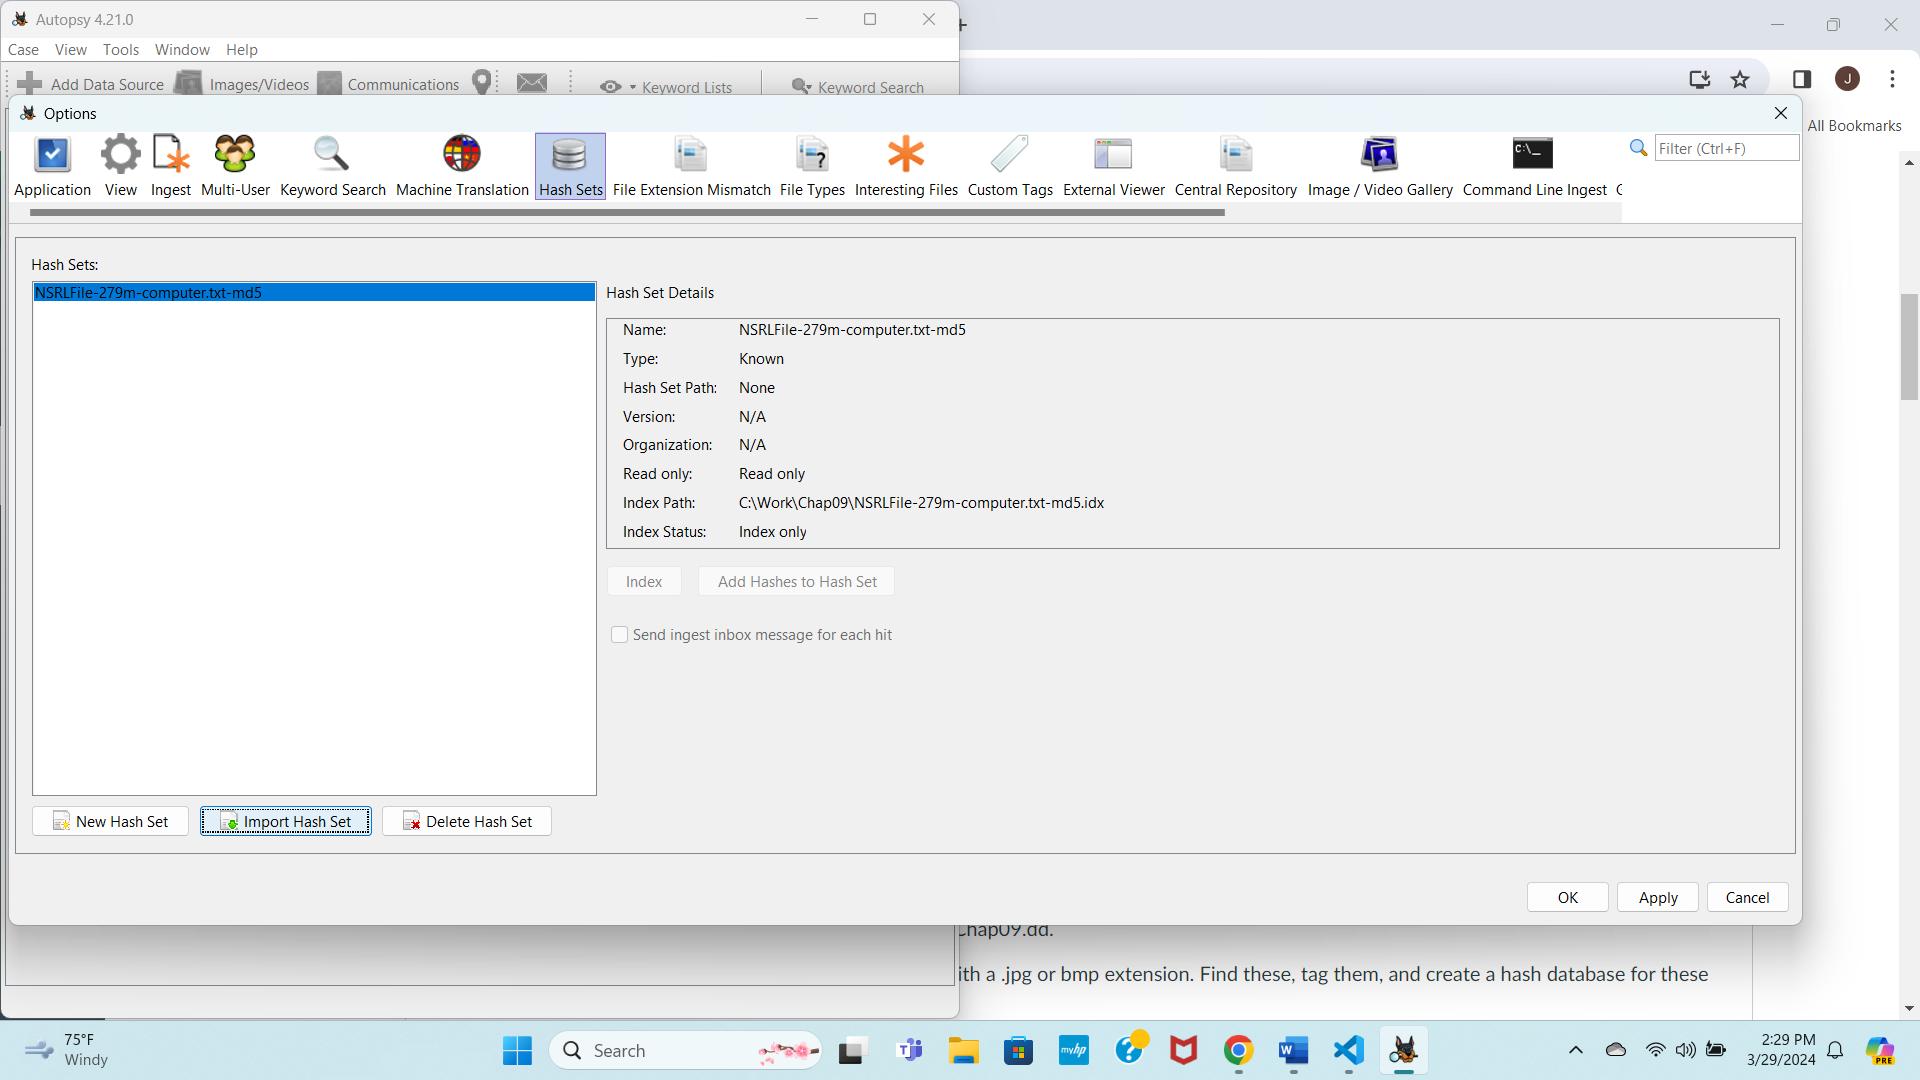 Autopsy 4.21.0
Case View Tools Window Help
Add Data Source Images/Videos Communications Keyword Lists Keyword Search
All Bookmarks
J
Options
Application View Ingest Multi-User Keyword Search Machine Translation Hash Sets File Extension Mismatch File Types Interesting Files Custom Tags External Viewer Central Repository Image / Video Gallery Command Line Ingest
Filter (Ctrl+F)
Hash Sets:
NSRLFile-279m-computer.txt-md5
Hash Set Details
Name: NSRLFile-279m-computer.txt-md5
Type: Known
Hash Set Path: None
Version: N/A
Organization: N/A
Read only: Read only
Index Path: C:\Work\Chap09\NSRLFile-279m-computer.txt-md5.idx
Index Status: Index only
Index Add Hashes to Hash Set
Send ingest inbox message for each hit
New Hash Set Import Hash Set Delete Hash Set
OK Apply Cancel
Chap09.dd.
ith a .jpg or bmp extension. Find these, tag them, and create a hash database for these
75°F
Windy
Search
myhp
2:29 PM
3/29/2024
PRE